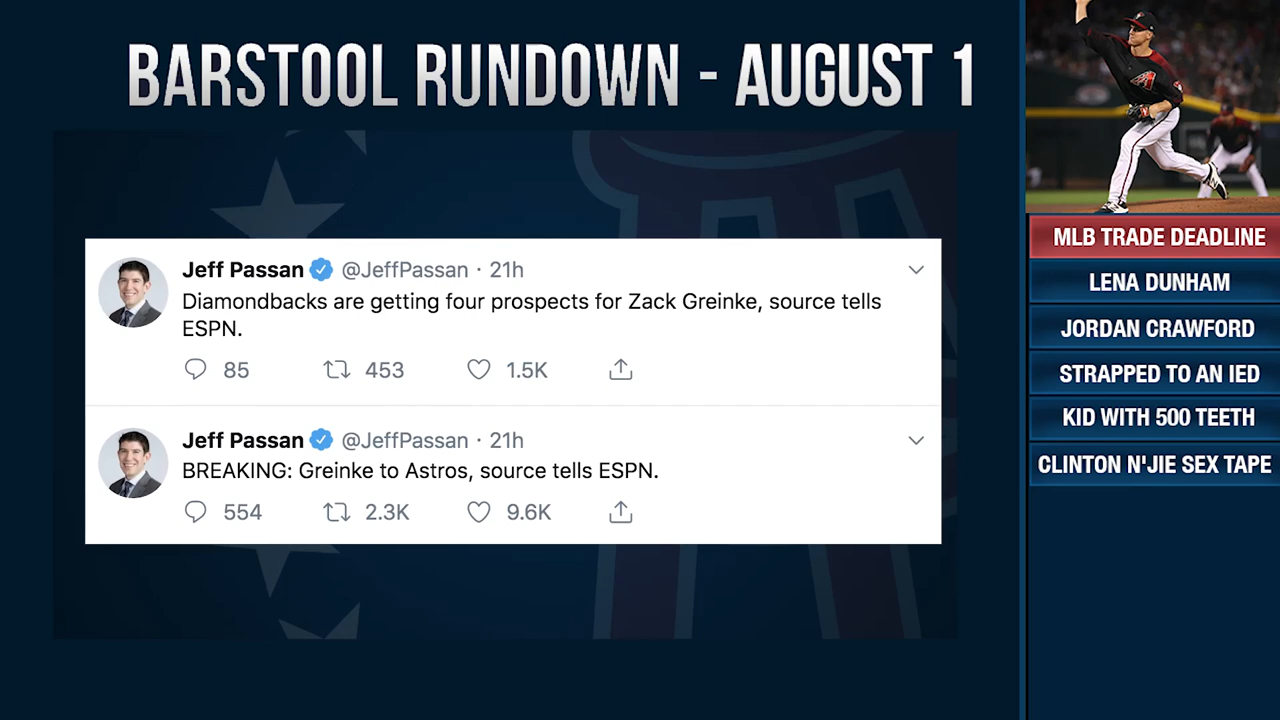 BARSTOOL RUNDOWN - AUGUST 1
Jeff Passan @JeffPassan · 21h
Diamondbacks are getting four prospects for Zack Greinke, source tells
ESPN.
85 453 1.5K
Jeff Passan @JeffPassan · 21h
BREAKING: Greinke to Astros, source tells ESPN.
554 2.3K 9.6K
MLB TRADE DEADLINE
LENA DUNHAM
JORDAN CRAWFORD
STRAPPED TO AN IED
KID WITH 500 TEETH
CLINTON N'JIE SEX TAPE